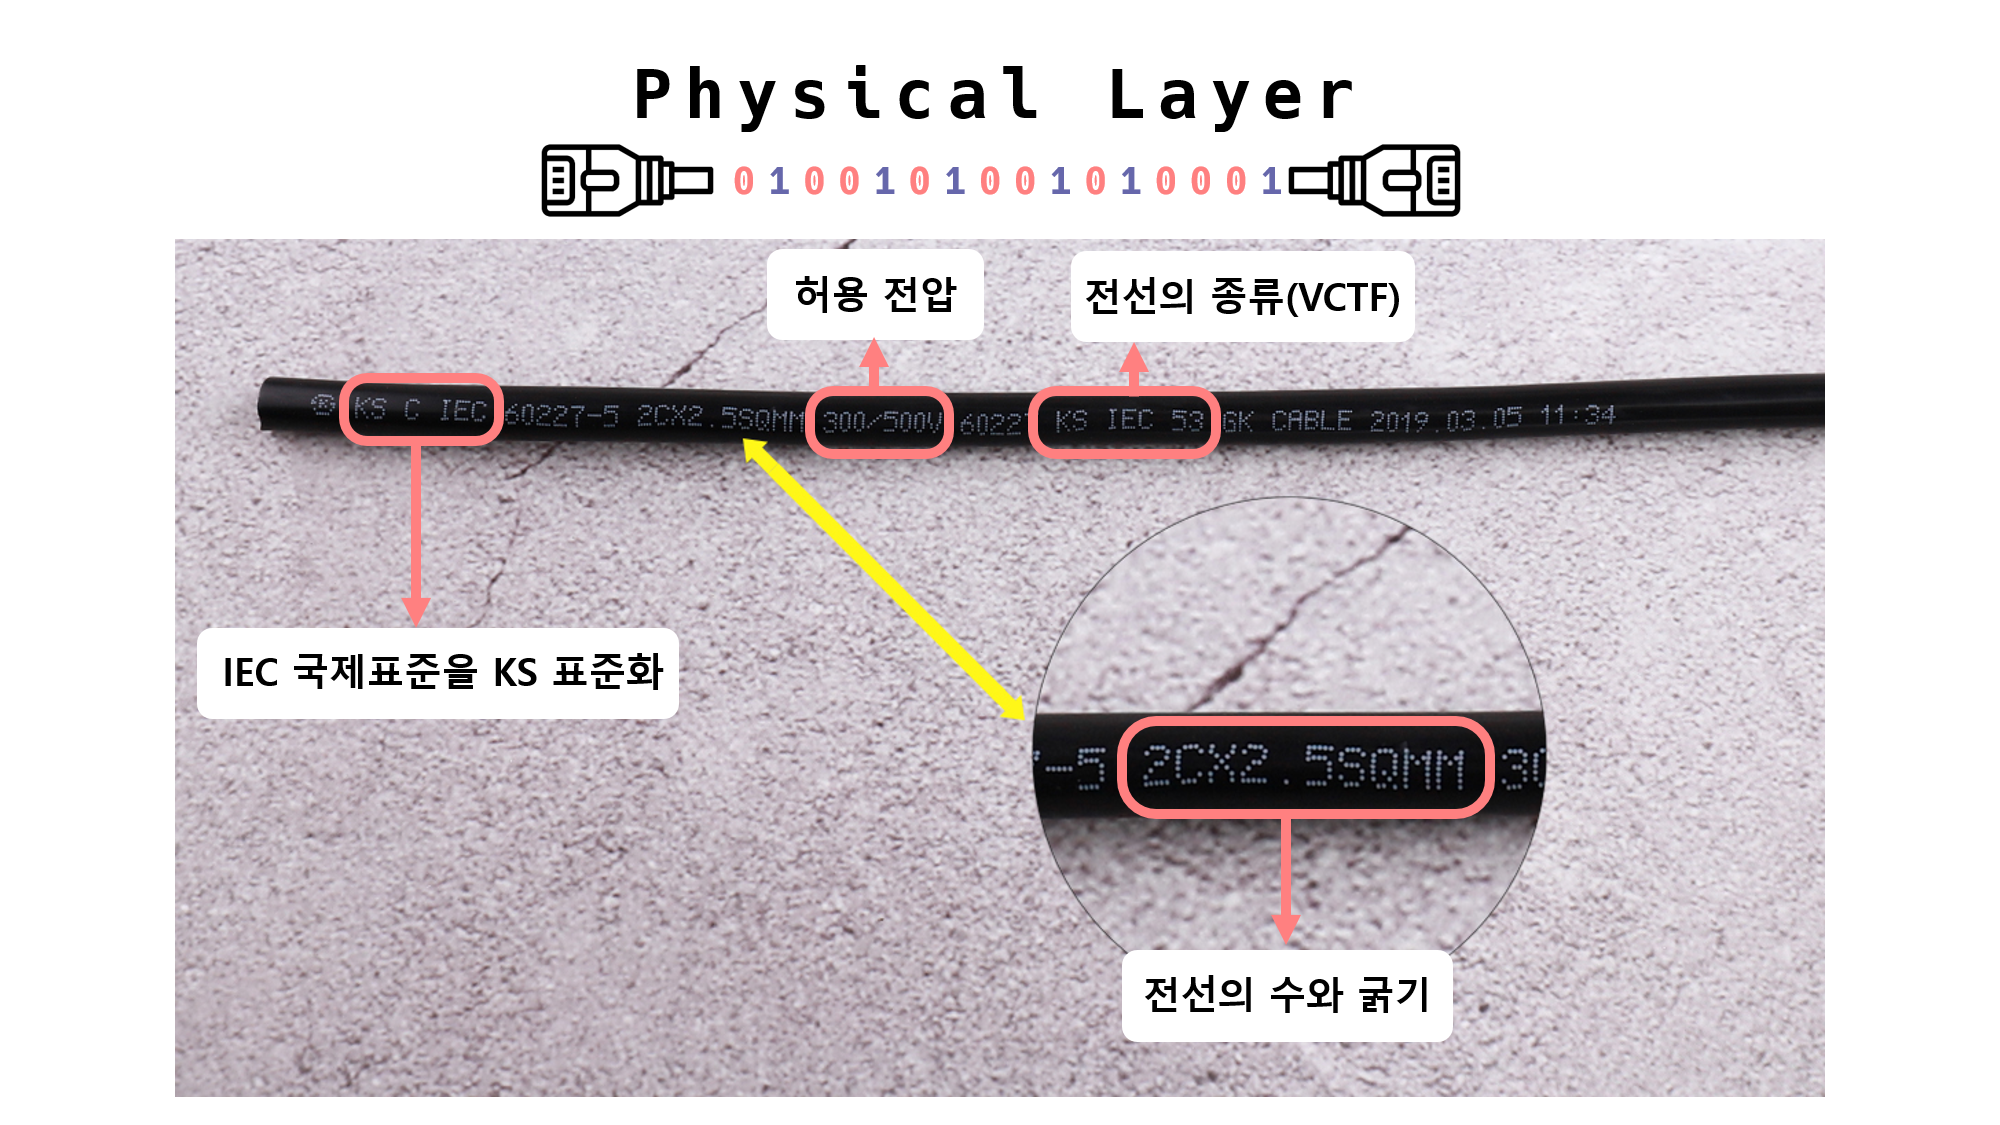 Physical Layer
0 1 0 0 1 0 1 0 0 1 0 1 0 0 0 1
허용 전압
전선의 종류(VCTF)
KS C IEC 60227-5 2CX2.5SQMM 300/500V 60227 KS IEC 53 GK CABLE 2019.03.05 11:34
IEC 국제표준을 KS 표준화
-5 2CX2.5SQMM 30
전선의 수와 굵기